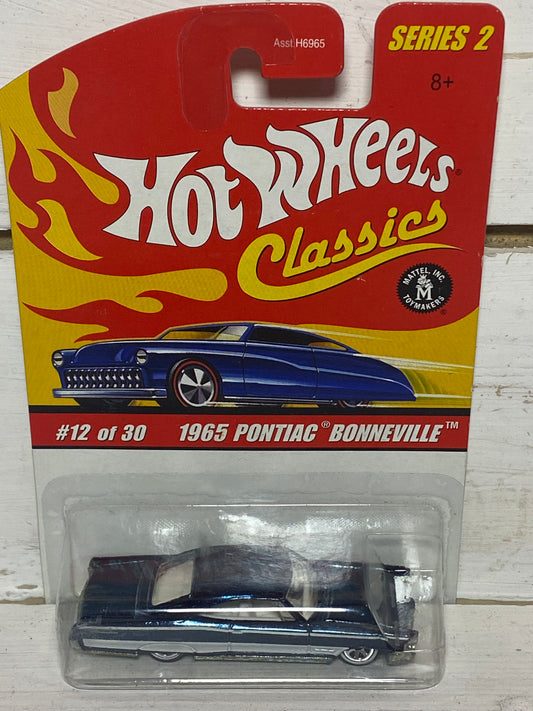 Asst.H6965
SERIES 2
8+
Hot Wheels®
Classics
MATTEL, INC.
M
TOYMAKERS
®
#12 of 30 1965 PONTIAC® BONNEVILLE™